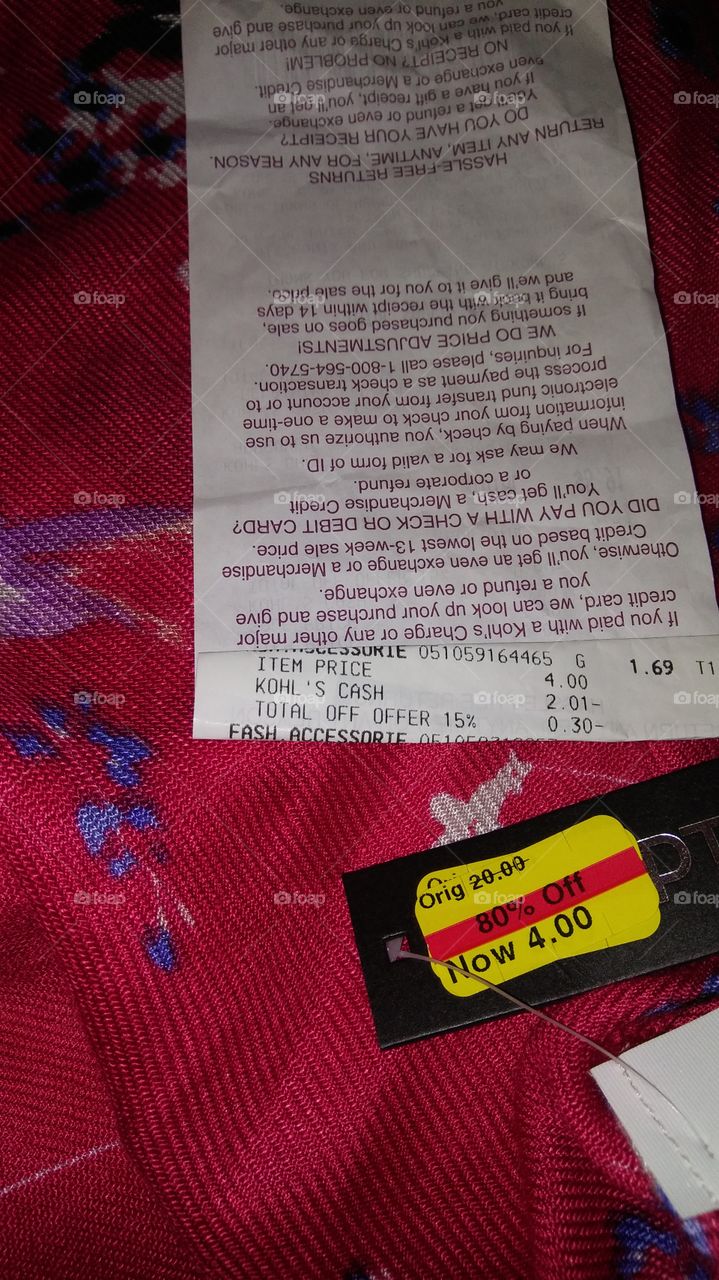 If you paid with a Kohl's Charge or any other major
credit card, we can look up your purchase and give
you a refund or even exchange.
Otherwise, you'll get an even exchange or a Merchandise
Credit based on the lowest 13-week sale price.
DID YOU PAY WITH A CHECK OR DEBIT CARD?
You'll get cash, a Merchandise Credit
or a corporate refund.
We may ask for a valid form of ID.
When paying by check, you authorize us to use
information from your check to make a one-time
electronic fund transfer from your account or to
process the payment as a check transaction.
For inquiries, please call 1-800-564-5740.
WE DO PRICE ADJUSTMENTS!
If something you purchased goes on sale,
bring it back with the receipt within 14 days
and we'll give it to you for the sale price.
HASSLE-FREE RETURNS
RETURN ANY ITEM, ANYTIME, FOR ANY REASON.
DO YOU HAVE YOUR RECEIPT?
You'll get a refund or even exchange.
If you have a gift receipt, you'll get an
even exchange or a Merchandise Credit.
NO RECEIPT? NO PROBLEM!
If you paid with a Kohl's Charge or any other major
credit card, we can look up your purchase and give
you a refund or even exchange.
ACCESSORIE 051059164465 G 1.69 T1
ITEM PRICE 4.00
KOHL'S CASH 2.01-
TOTAL OFF OFFER 15% 0.30-
FASH.ACCESSORIE
Orig 20.00
80% Off
Now 4.00
PT